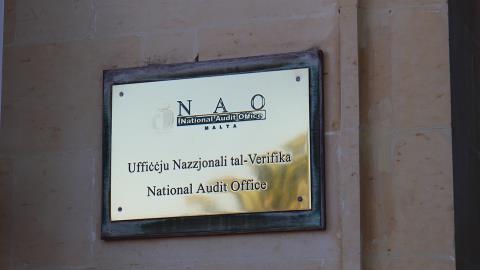 NAO
National Audit Office
MALTA
Uffiċċju Nazzjonali tal-Verifika
National Audit Office